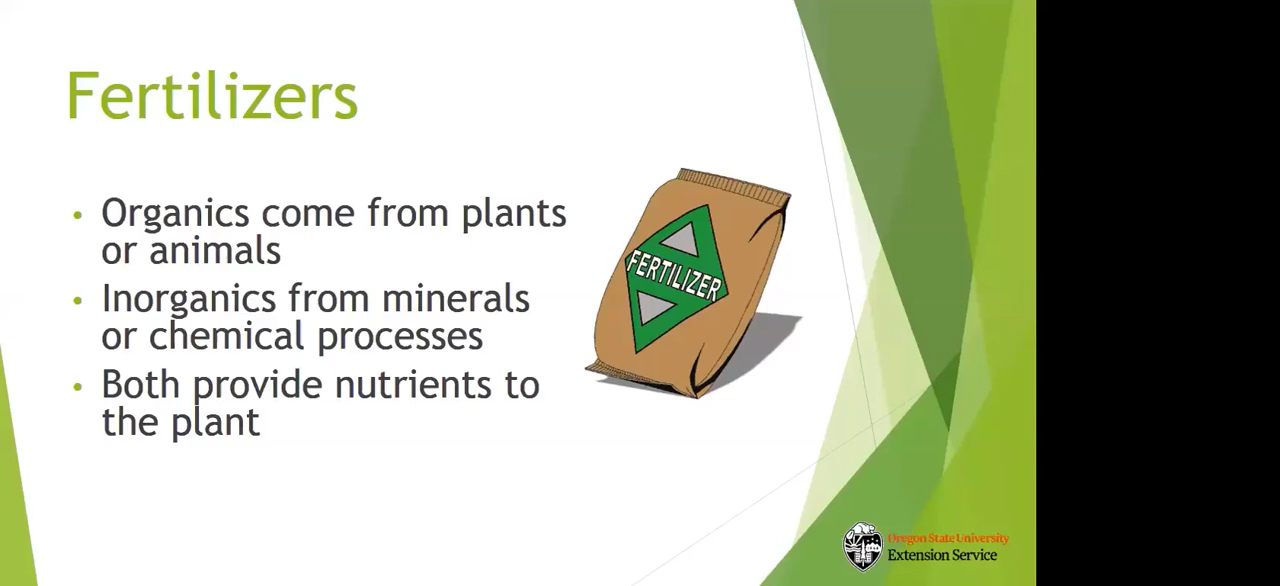 Fertilizers
• Organics come from plants
or animals
• Inorganics from minerals
or chemical processes
• Both provide nutrients to
the plant
FERTILIZER
Oregon State University
Extension Service